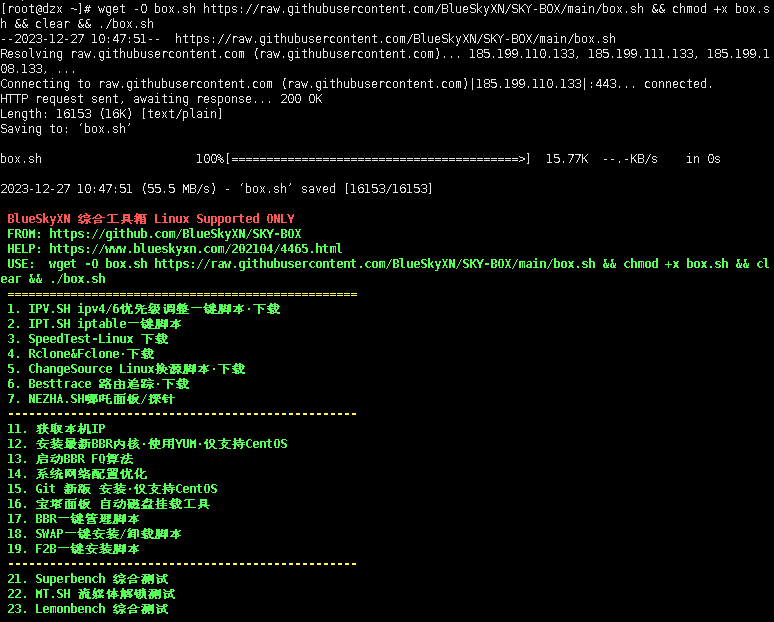 [root@dzx ~]# wget -O box.sh https://raw.githubusercontent.com/BlueSkyXN/SKY-BOX/main/box.sh && chmod +x box.s
h && clear && ./box.sh
--2023-12-27 10:47:51--  https://raw.githubusercontent.com/BlueSkyXN/SKY-BOX/main/box.sh
Resolving raw.githubusercontent.com (raw.githubusercontent.com)... 185.199.110.133, 185.199.111.133, 185.199.1
08.133, ...
Connecting to raw.githubusercontent.com (raw.githubusercontent.com)|185.199.110.133|:443... connected.
HTTP request sent, awaiting response... 200 OK
Length: 16153 (16K) [text/plain]
Saving to: ‘box.sh’
box.sh                      100%[=========================================>]  15.77K  --.-KB/s    in 0s
2023-12-27 10:47:51 (55.5 MB/s) - ‘box.sh’ saved [16153/16153]
BlueSkyXN 综合工具箱 Linux Supported ONLY
FROM: https://github.com/BlueSkyXN/SKY-BOX
HELP: https://www.blueskyxn.com/202104/4465.html
USE:  wget -O box.sh https://raw.githubusercontent.com/BlueSkyXN/SKY-BOX/main/box.sh && chmod +x box.sh && cl
ear && ./box.sh
==================================================
1. IPV.SH ipv4/6优先级调整一键脚本·下载
2. IPT.SH iptable一键脚本
3. SpeedTest-Linux 下载
4. Rclone&Fclone·下载
5. ChangeSource Linux换源脚本·下载
6. Besttrace 路由追踪·下载
7. NEZHA.SH哪吒面板/探针
--------------------------------------------------
11. 获取本机IP
12. 安装最新BBR内核·使用YUM·仅支持CentOS
13. 启动BBR FQ算法
14. 系统网络配置优化
15. Git 新版 安装·仅支持CentOS
16. 宝塔面板 自动磁盘挂载工具
17. BBR一键管理脚本
18. SWAP一键安装/卸载脚本
19. F2B一键安装脚本
--------------------------------------------------
21. Superbench 综合测试
22. MT.SH 流媒体解锁测试
23. Lemonbench 综合测试